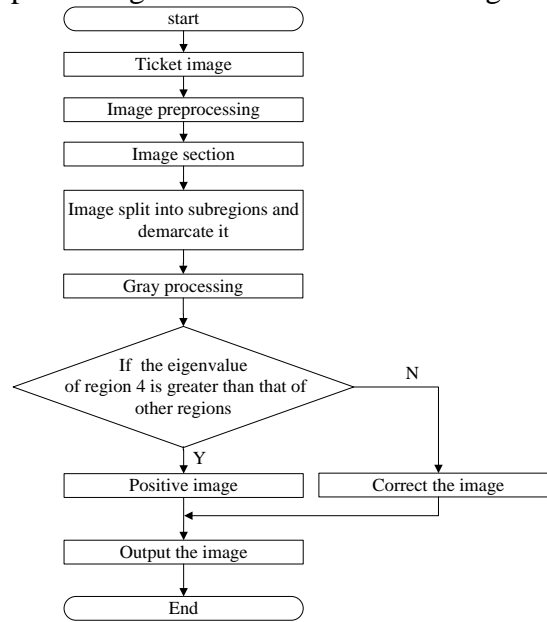 start
Ticket image
Image preprocessing
Image section
Image split into subregions and
demarcate it
Gray processing
If the eigenvalue
of region 4 is greater than that of
other regions
N
Y
Positive image
Correct the image
Output the image
End